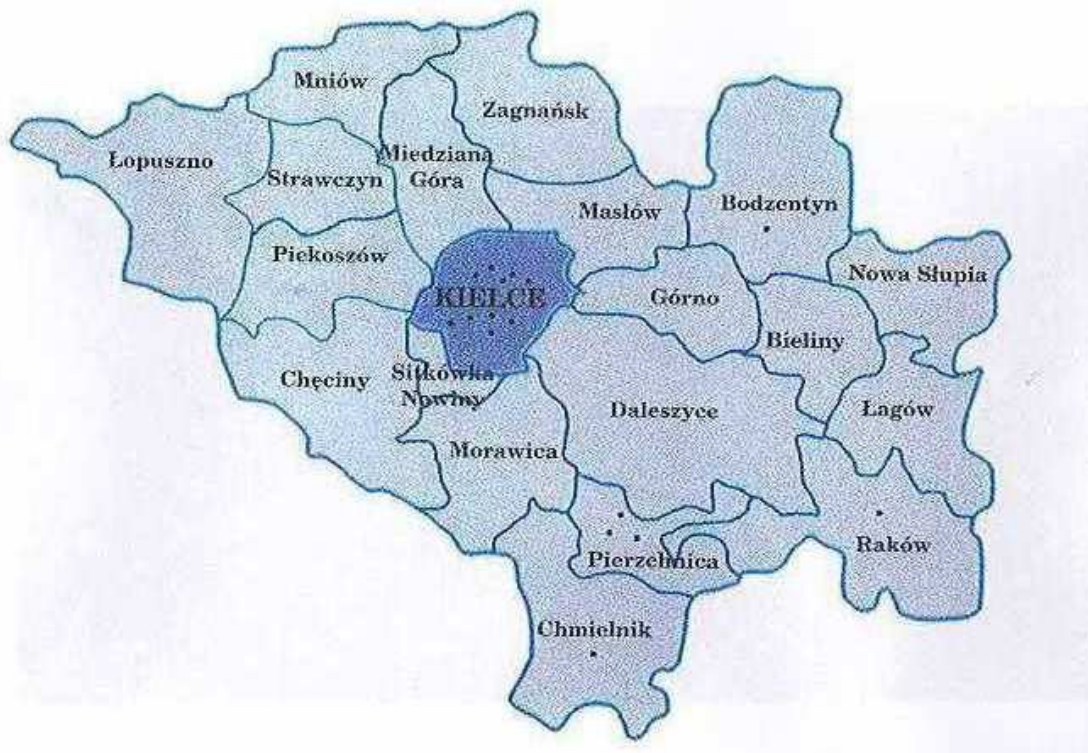 Mniów
Zagnańsk
Łopuszno
Strawczyn
Miedziana
Góra
Masłów
Bodzentyn
Piekoszów
Nowa Słupia
KIELCE
Górno
Bieliny
Chęciny
Sitkówka
Nowiny
Daleszyce
Łagów
Morawica
Raków
Pierzchnica
Chmielnik